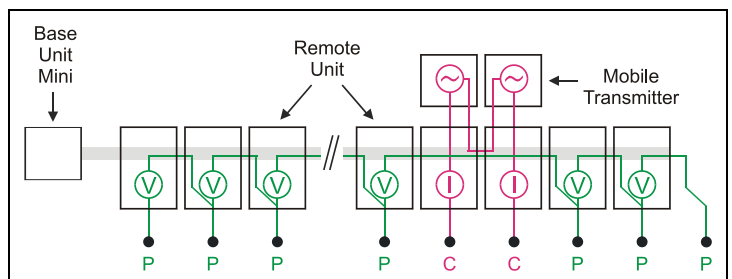 Base
Unit
Mini
Remote
Unit
Mobile
Transmitter
V V V V I I V V
P P P P C C P P P